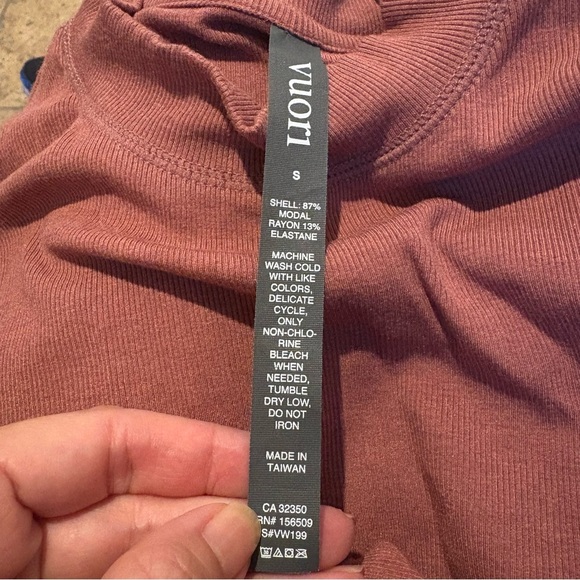 vuori
S
SHELL: 87%
MODAL
RAYON 13%
ELASTANE
MACHINE
WASH COLD
WITH LIKE
COLORS,
DELICATE
CYCLE,
ONLY
NON-CHLO-
RINE
BLEACH
WHEN
NEEDED,
TUMBLE
DRY LOW,
DO NOT
IRON
MADE IN
TAIWAN
CA 32350
RN# 156509
S#VW199